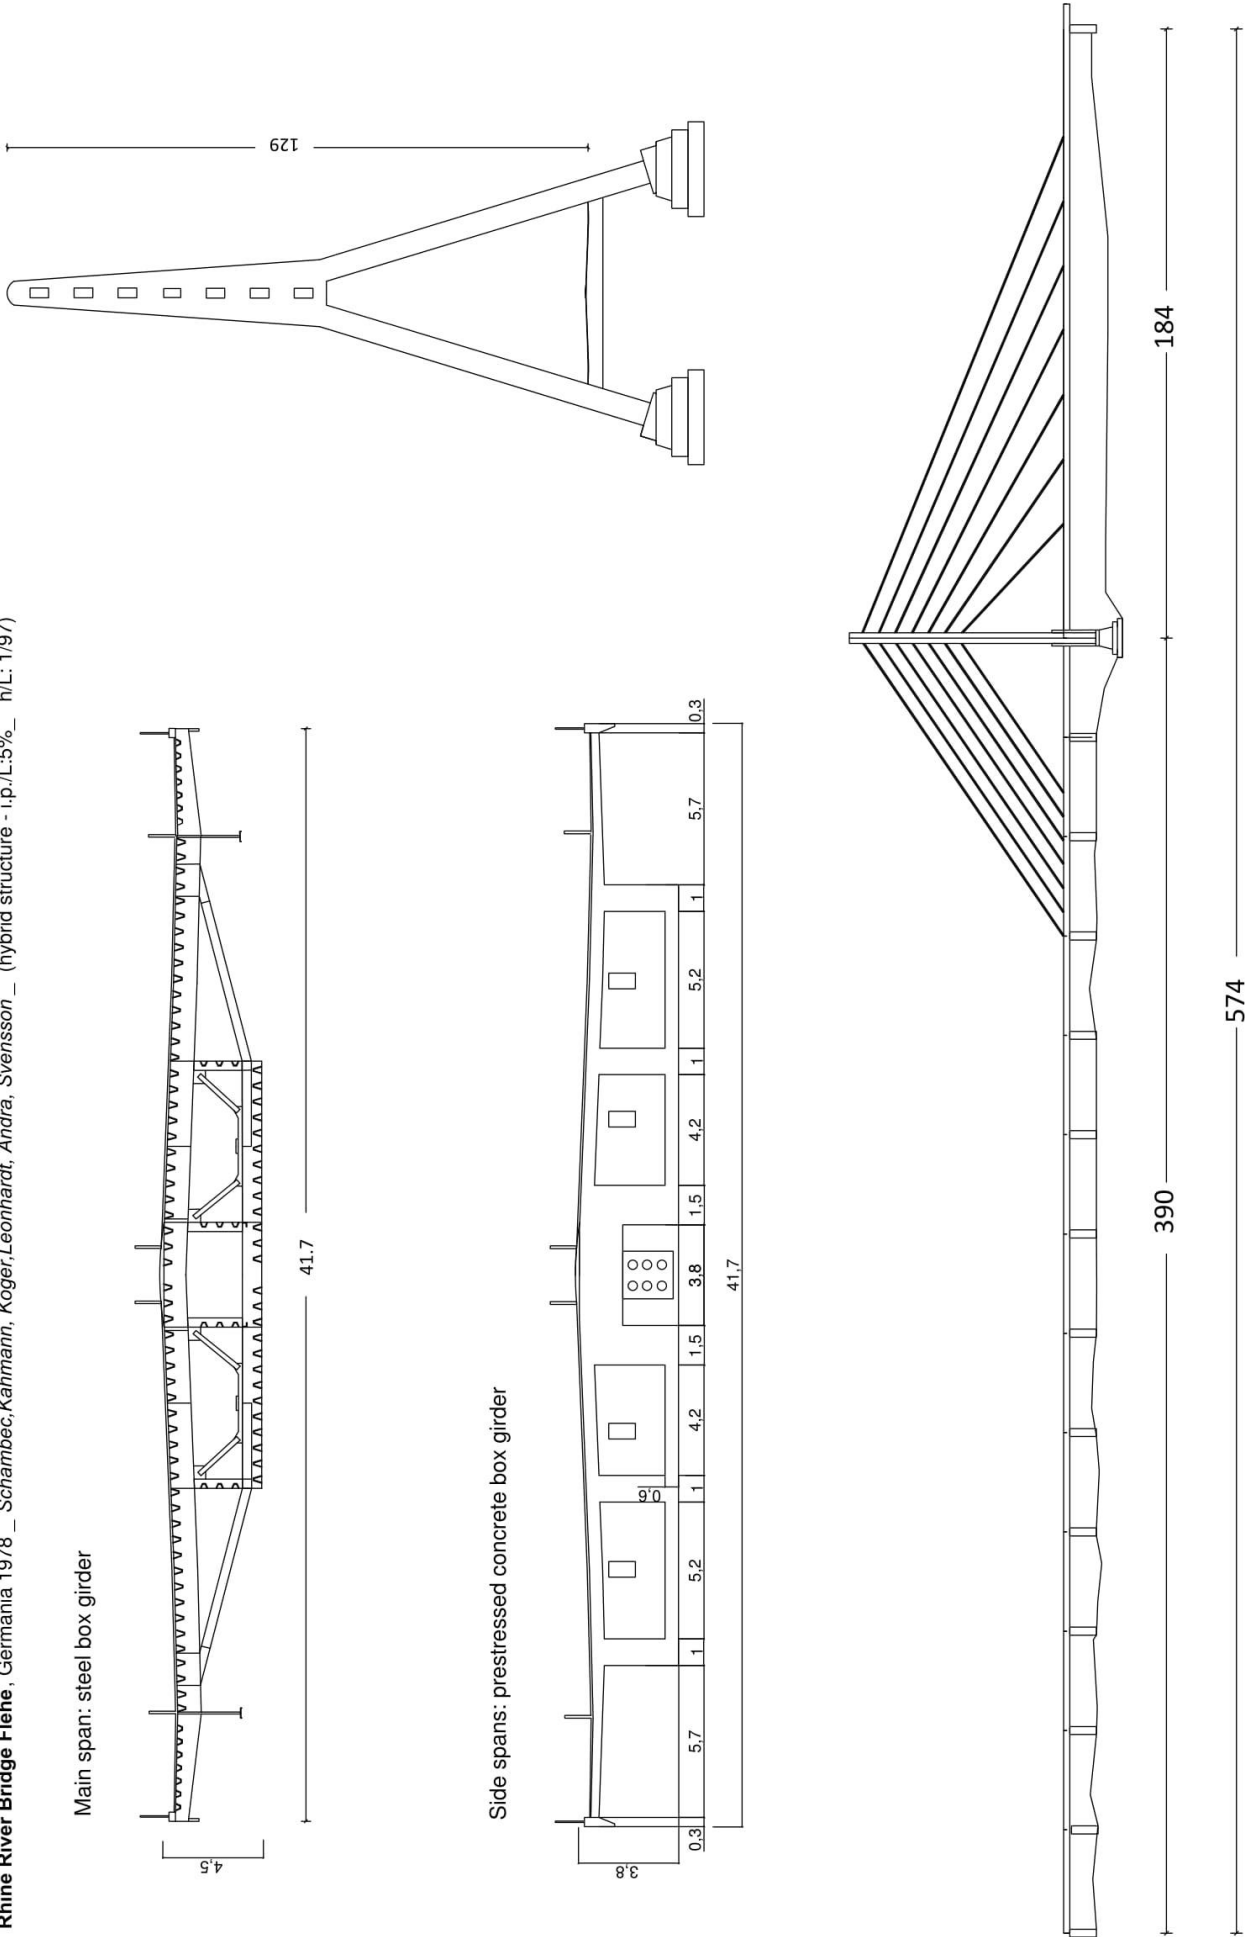 Rhine River Bridge Flehe, Germania 1978 _ Schambec,Kahmann, Koger,Leonhardt, Andra, Svensson _ (hybrid structure - i.p./L:5%_ h/L: 1/97)
Main span: steel box girder
4,5
41.7
129
Side spans: prestressed concrete box girder
3,8
0,6
0,3 5,7 1 5,2 1 4,2 1,5 3,8 1,5 4,2 1 5,2 1 5,7 0,3
41,7
390 184
574